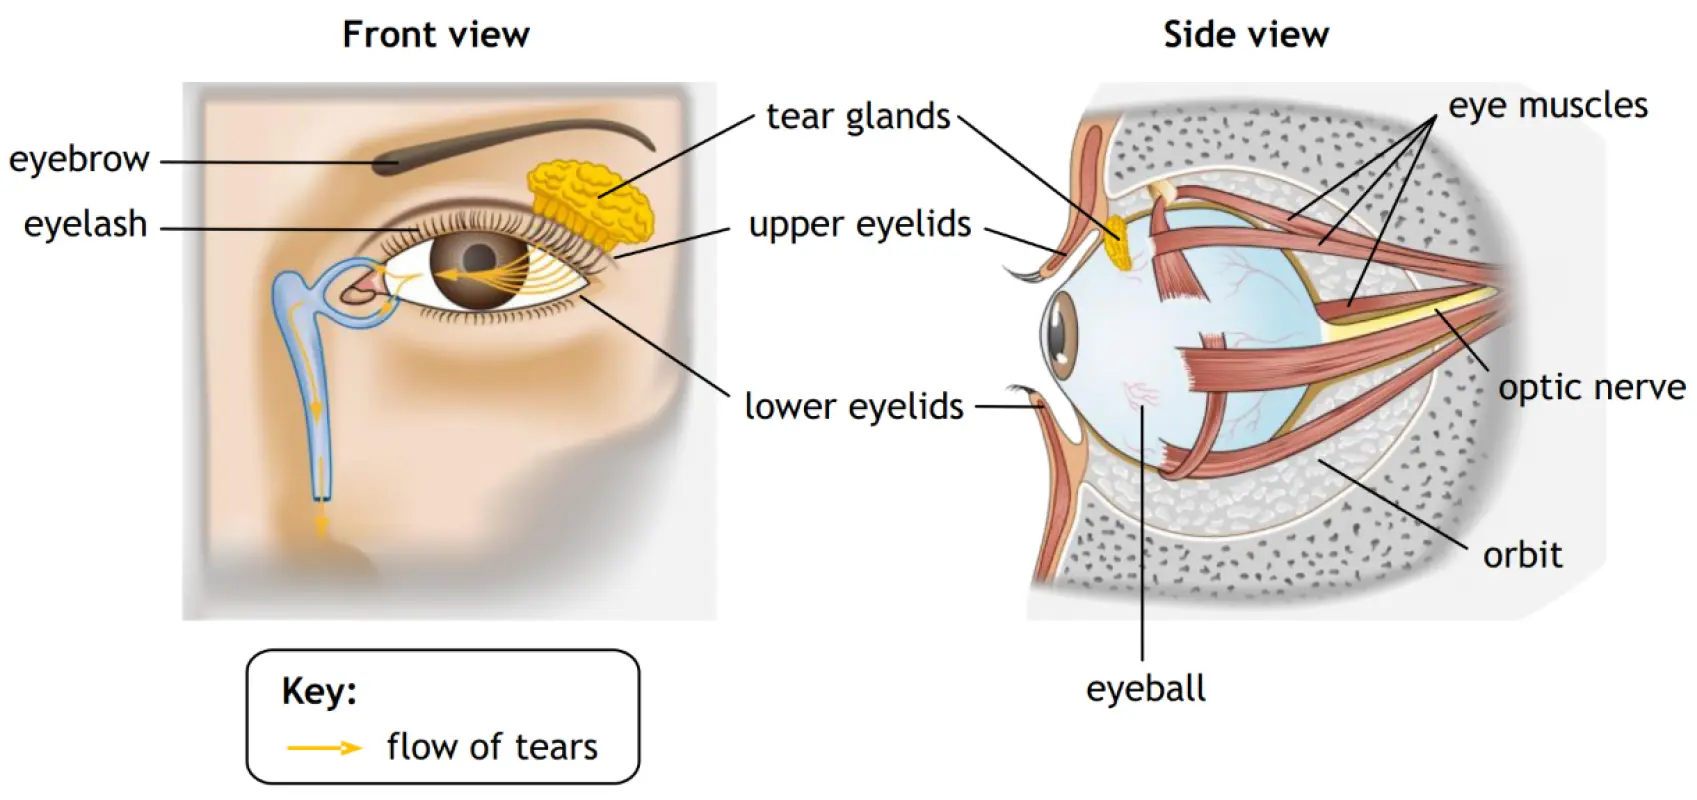 Front view
Side view
eyebrow
eyelash
tear glands
upper eyelids
lower eyelids
eye muscles
optic nerve
orbit
eyeball
Key:
flow of tears